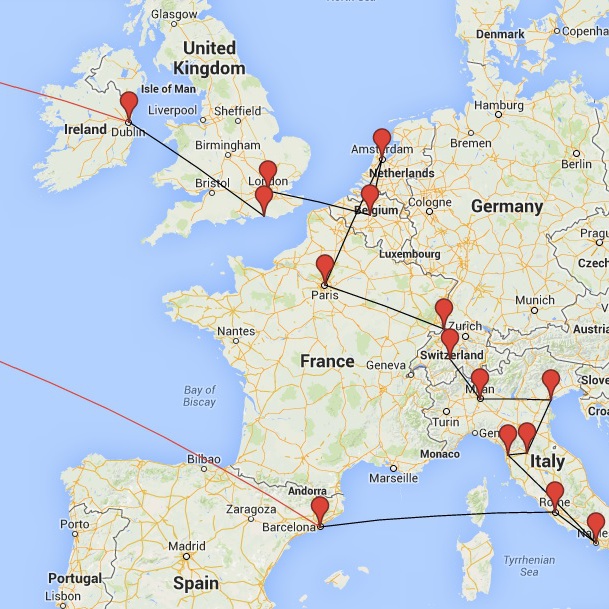 Glasgow
Denmark
Copenha
United
Kingdom
Isle of Man
Hamburg
Liverpool
Sheffield
Ireland
Dublin
Bremen
Birmingham
Amsterdam
Berlin
Netherlands
London
Bristol
Cologne
Belgium
Germany
Pragu
Luxembourg
Czech
Paris
Munich
Nantes
Zurich
Austria
Switzerland
France
Geneva
Milan
Slove
Bay of
Biscay
Croa
Turin
Gen
Monaco
Italy
Bilbao
Marseille
Andorra
Rome
Zaragoza
Barcelona
Porto
Na
Madrid
Tyrrhenian
Sea
Portugal
Spain
Lisbon